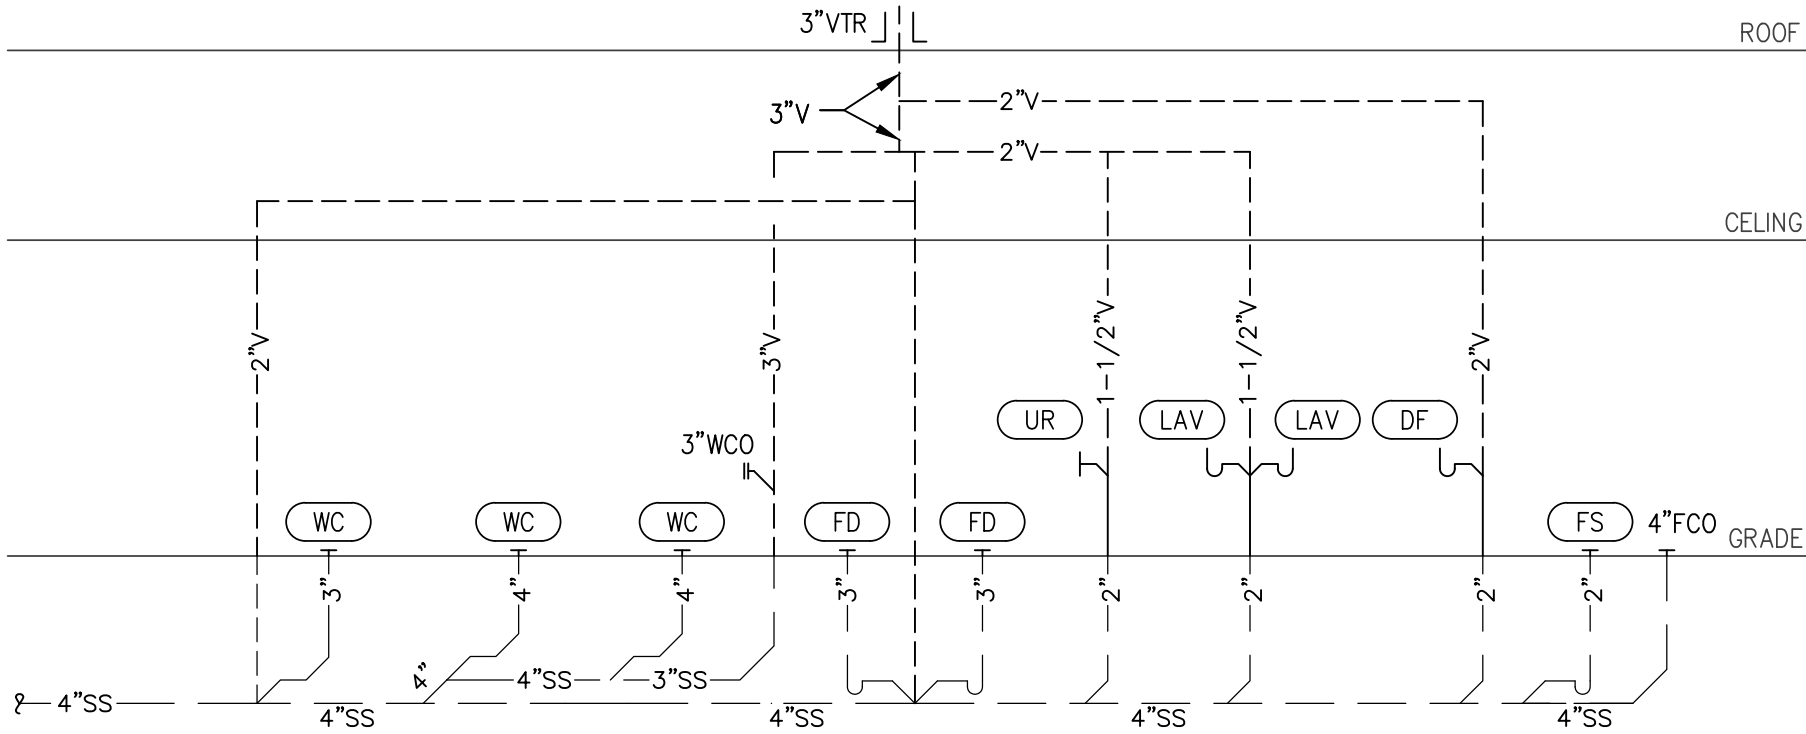 3"VTR
ROOF
3"V
2"V
2"V
CELING
2"V
3"V
1-1/2"V
1-1/2"V
2"V
UR
LAV
LAV
DF
3"WCO
WC
WC
WC
FD
FD
FS
4"FCO
GRADE
3"
4"
4"
3"
3"
2"
2"
2"
2"
4"
4"SS
3"SS
4"SS
4"SS
4"SS
4"SS
4"SS